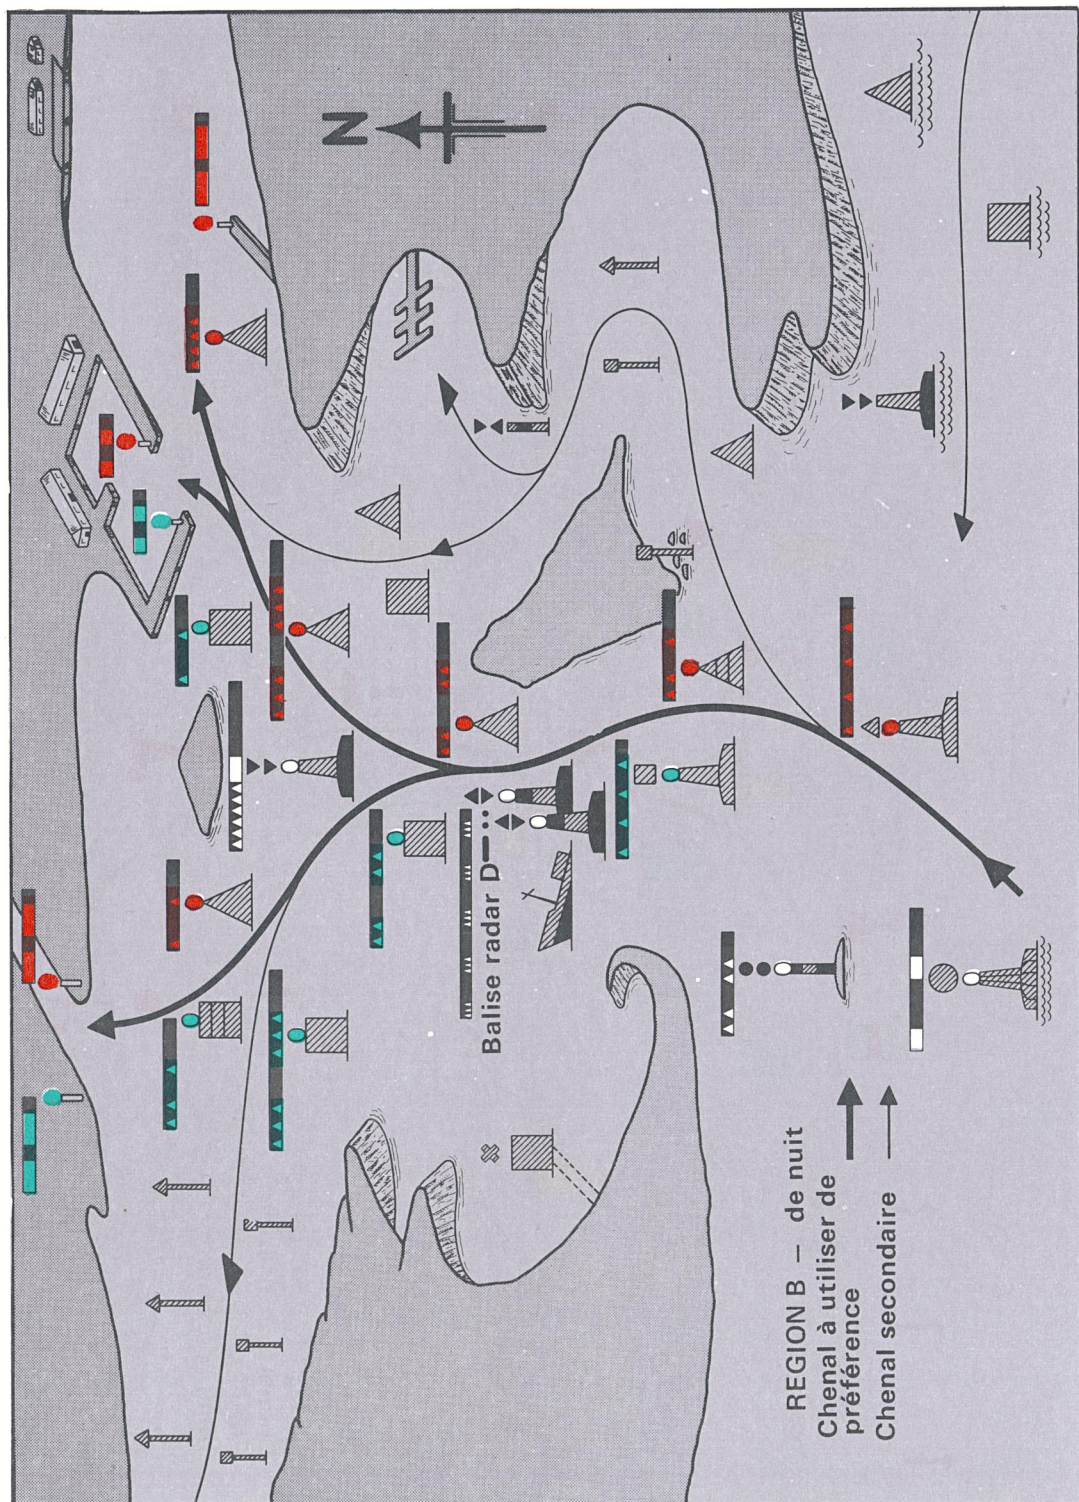 N
Balise radar D
REGION B – de nuit
Chenal à utiliser de
préférence
Chenal secondaire